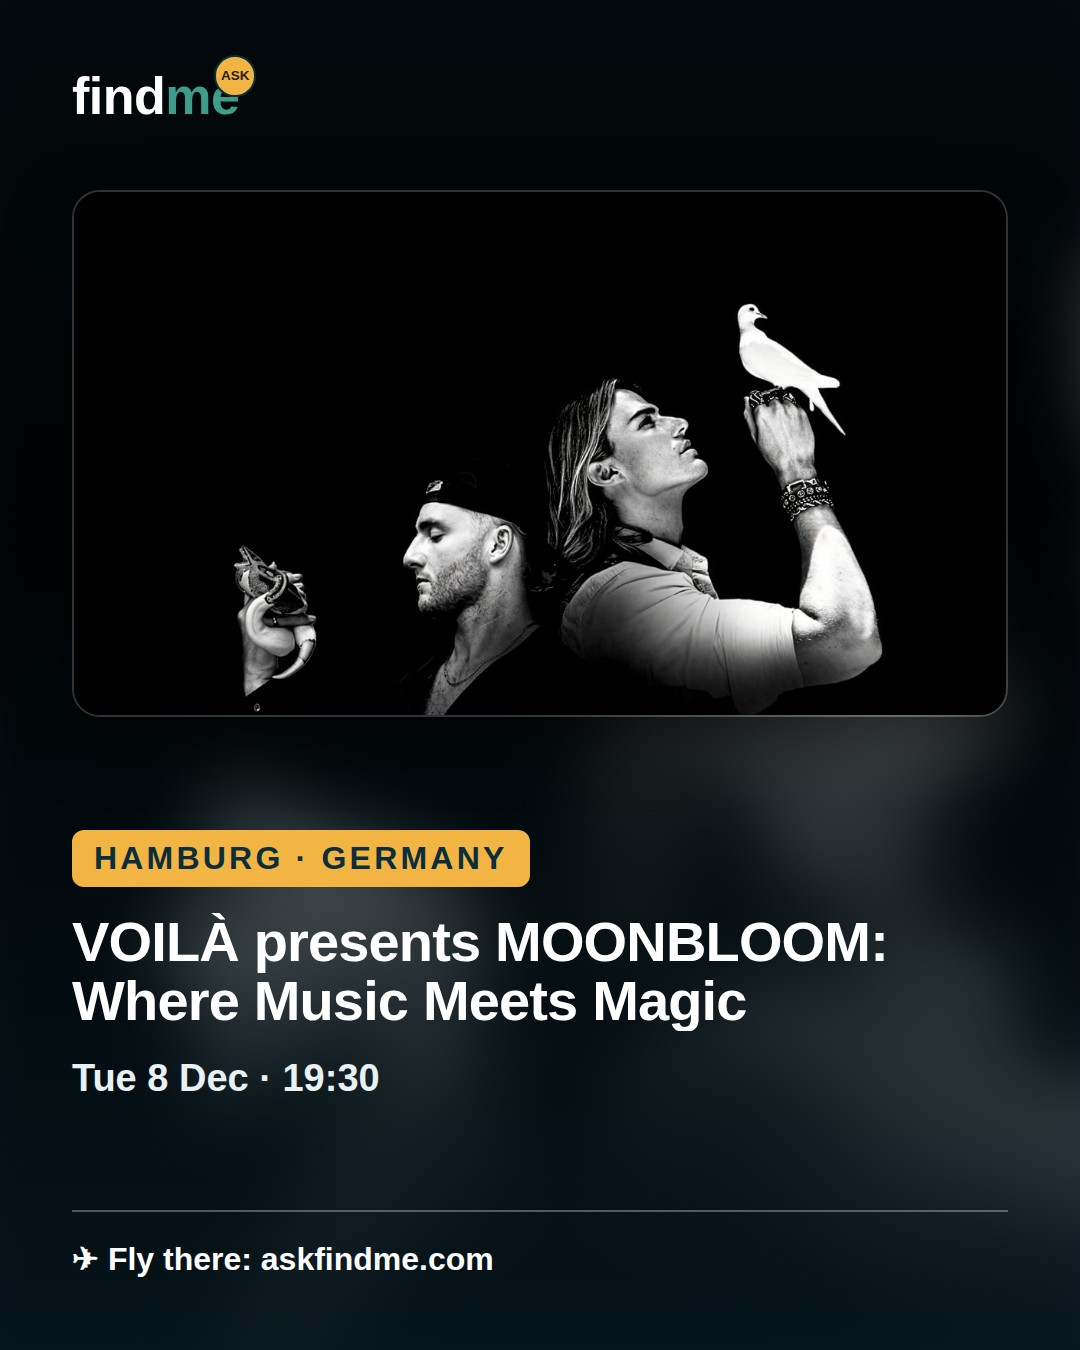 findme
ASK
HAMBURG · GERMANY
VOILÀ presents MOONBLOOM:
Where Music Meets Magic
Tue 8 Dec · 19:30
✈ Fly there: askfindme.com